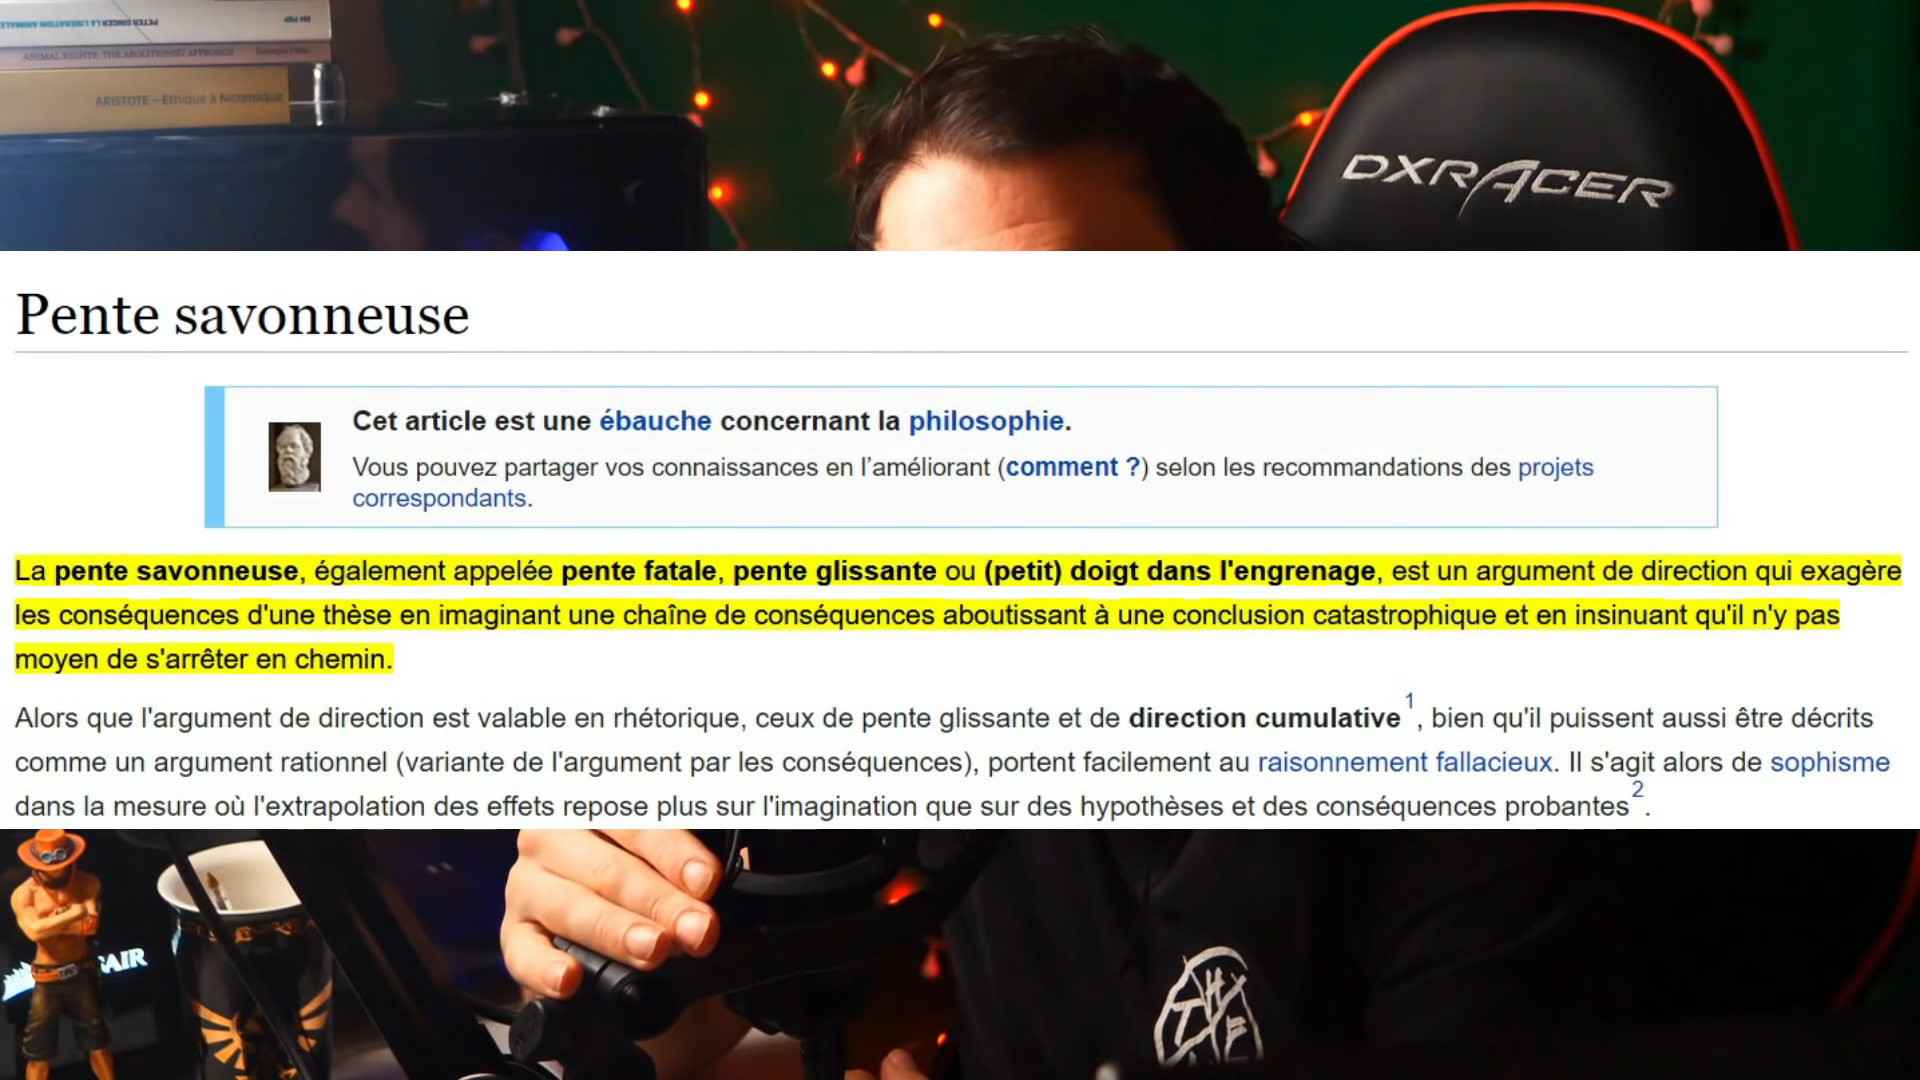 PETER SINGER LA LIBÉRATION ANIMALE
PBP
ANIMAL RIGHTS: THE ABOLITIONIST APPROACH
ARISTOTE – Éthique à Nicomaque
DXRACER
Pente savonneuse
Cet article est une ébauche concernant la philosophie.
Vous pouvez partager vos connaissances en l’améliorant (comment ?) selon les recommandations des projets
correspondants.
La pente savonneuse, également appelée pente fatale, pente glissante ou (petit) doigt dans l'engrenage, est un argument de direction qui exagère
les conséquences d'une thèse en imaginant une chaîne de conséquences aboutissant à une conclusion catastrophique et en insinuant qu'il n'y pas
moyen de s'arrêter en chemin.
Alors que l'argument de direction est valable en rhétorique, ceux de pente glissante et de direction cumulative 1, bien qu'il puissent aussi être décrits
comme un argument rationnel (variante de l'argument par les conséquences), portent facilement au raisonnement fallacieux. Il s'agit alors de sophisme
dans la mesure où l'extrapolation des effets repose plus sur l'imagination que sur des hypothèses et des conséquences probantes 2.
SAIR